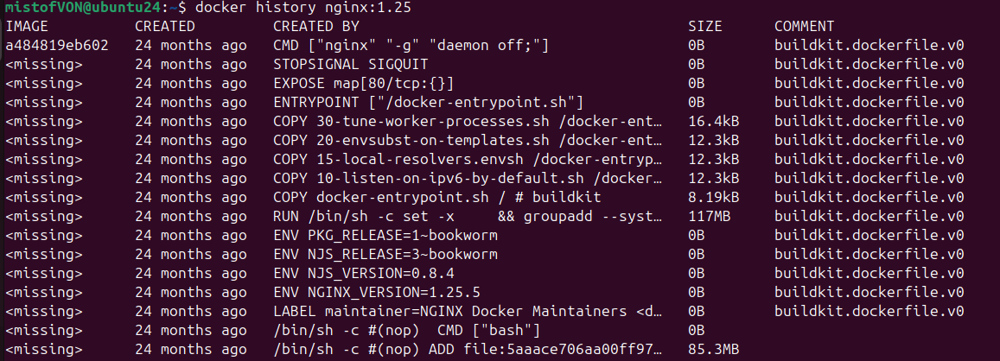 mistofVON@ubuntu24:~$ docker history nginx:1.25
IMAGE CREATED CREATED BY SIZE COMMENT
a484819eb602 24 months ago CMD ["nginx" "-g" "daemon off;"] 0B buildkit.dockerfile.v0
<missing> 24 months ago STOPSIGNAL SIGQUIT 0B buildkit.dockerfile.v0
<missing> 24 months ago EXPOSE map[80/tcp:{}] 0B buildkit.dockerfile.v0
<missing> 24 months ago ENTRYPOINT ["/docker-entrypoint.sh"] 0B buildkit.dockerfile.v0
<missing> 24 months ago COPY 30-tune-worker-processes.sh /docker-ent… 16.4kB buildkit.dockerfile.v0
<missing> 24 months ago COPY 20-envsubst-on-templates.sh /docker-ent… 12.3kB buildkit.dockerfile.v0
<missing> 24 months ago COPY 15-local-resolvers.envsh /docker-entryp… 12.3kB buildkit.dockerfile.v0
<missing> 24 months ago COPY 10-listen-on-ipv6-by-default.sh /docker… 12.3kB buildkit.dockerfile.v0
<missing> 24 months ago COPY docker-entrypoint.sh / # buildkit 8.19kB buildkit.dockerfile.v0
<missing> 24 months ago RUN /bin/sh -c set -x && groupadd --syst… 117MB buildkit.dockerfile.v0
<missing> 24 months ago ENV PKG_RELEASE=1~bookworm 0B buildkit.dockerfile.v0
<missing> 24 months ago ENV NJS_RELEASE=3~bookworm 0B buildkit.dockerfile.v0
<missing> 24 months ago ENV NJS_VERSION=0.8.4 0B buildkit.dockerfile.v0
<missing> 24 months ago ENV NGINX_VERSION=1.25.5 0B buildkit.dockerfile.v0
<missing> 24 months ago LABEL maintainer=NGINX Docker Maintainers <d… 0B buildkit.dockerfile.v0
<missing> 24 months ago /bin/sh -c #(nop) CMD ["bash"] 0B
<missing> 24 months ago /bin/sh -c #(nop) ADD file:5aaace706aa00ff97… 85.3MB